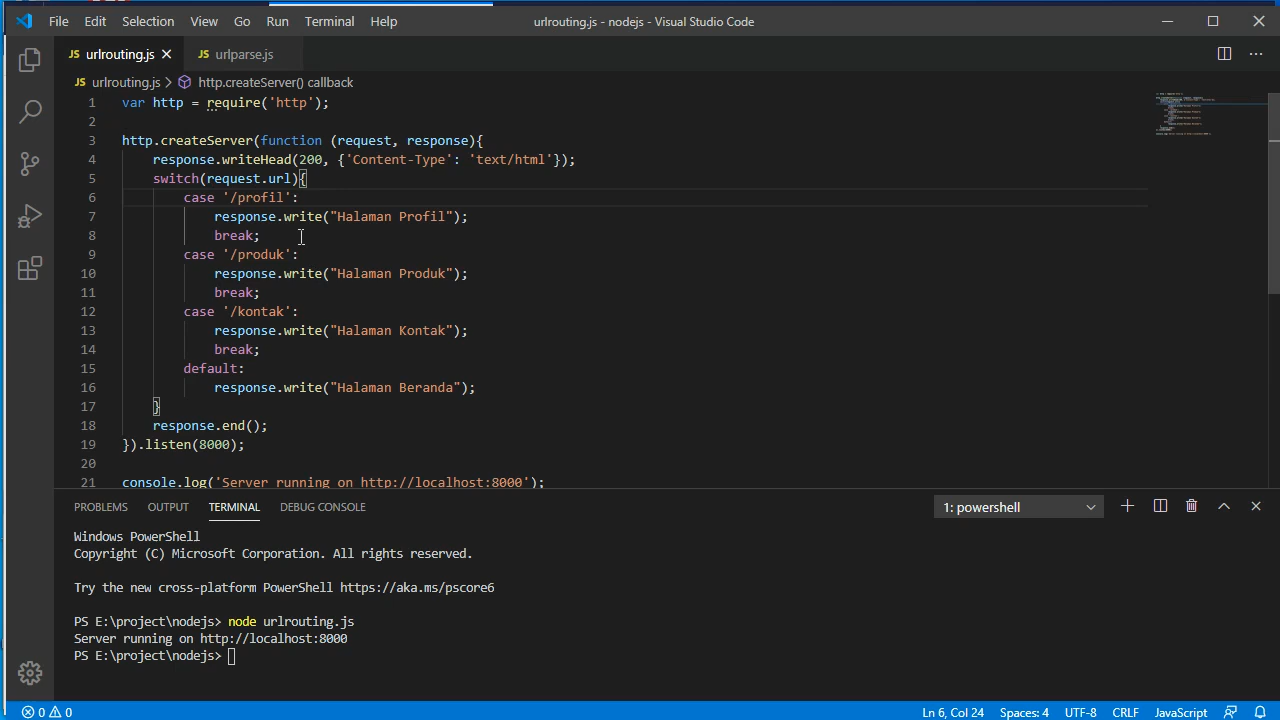 File Edit Selection View Go Run Terminal Help urlrouting.js - nodejs - Visual Studio Code
JS urlrouting.js JS urlparse.js
JS urlrouting.js > http.createServer() callback
1 var http = require('http');
2
3 http.createServer(function (request, response){
4 response.writeHead(200, {'Content-Type': 'text/html'});
5 switch(request.url){
6 case '/profil':
7 response.write("Halaman Profil");
8 break;
9 case '/produk':
10 response.write("Halaman Produk");
11 break;
12 case '/kontak':
13 response.write("Halaman Kontak");
14 break;
15 default:
16 response.write("Halaman Beranda");
17 }
18 response.end();
19 }).listen(8000);
20
21 console.log('Server running on http://localhost:8000');
PROBLEMS OUTPUT TERMINAL DEBUG CONSOLE 1: powershell
Windows PowerShell
Copyright (C) Microsoft Corporation. All rights reserved.
Try the new cross-platform PowerShell https://aka.ms/pscore6
PS E:\project\nodejs> node urlrouting.js
Server running on http://localhost:8000
PS E:\project\nodejs>
0 0 Ln 6, Col 24 Spaces: 4 UTF-8 CRLF JavaScript